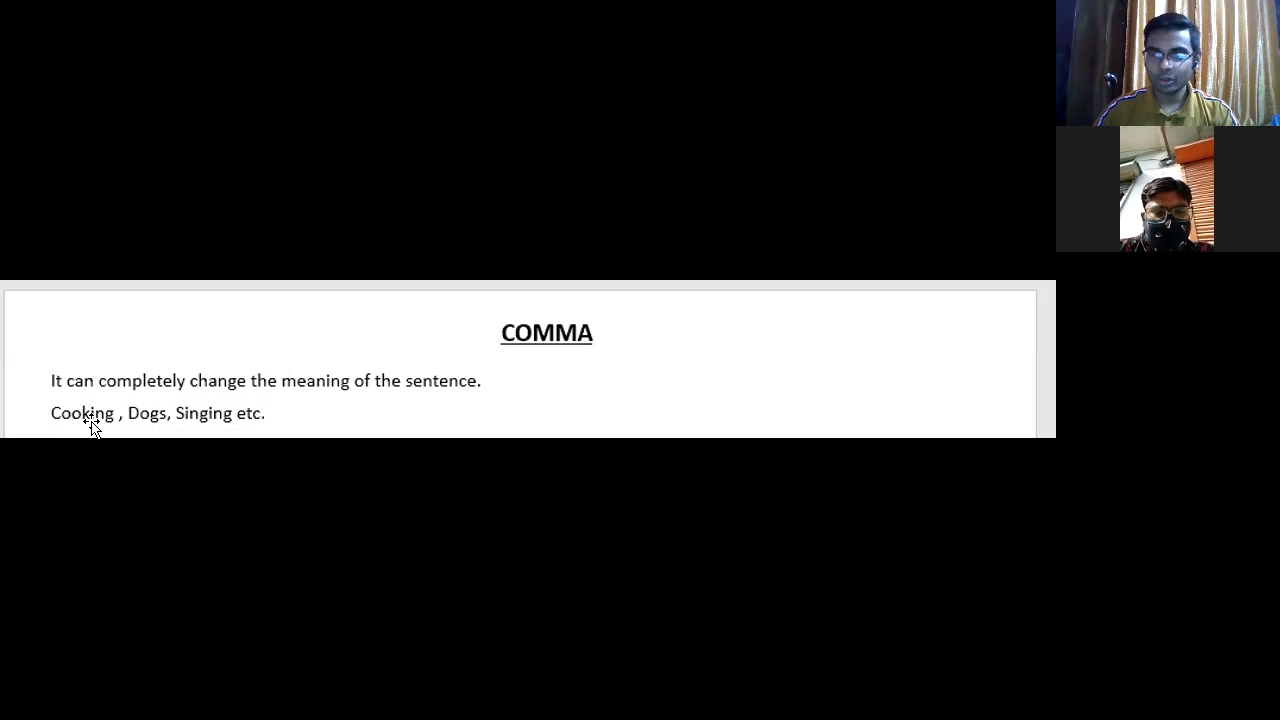 COMMA
It can completely change the meaning of the sentence.
Cooking , Dogs, Singing etc.